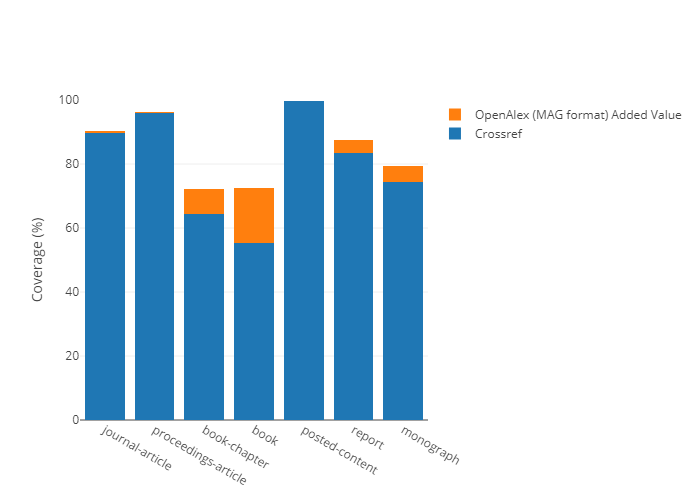 100
80
60
40
20
0
Coverage (%)
journal-article
proceedings-article
book-chapter
book
posted-content
report
monograph
OpenAlex (MAG format) Added Value
Crossref